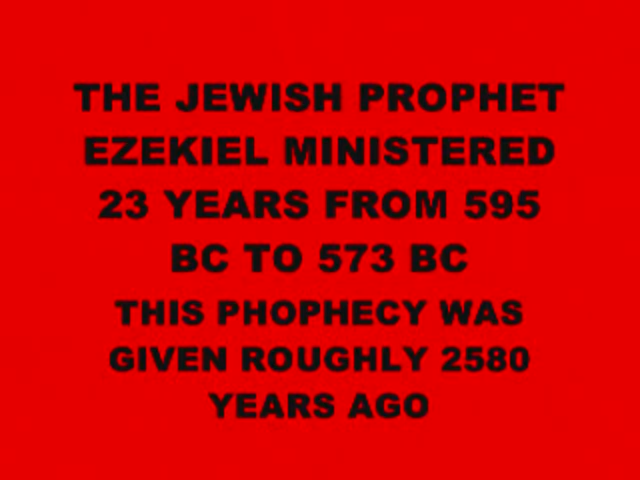 THE JEWISH PROPHET
EZEKIEL MINISTERED
23 YEARS FROM 595
BC TO 573 BC
THIS PHOPHECY WAS
GIVEN ROUGHLY 2580
YEARS AGO